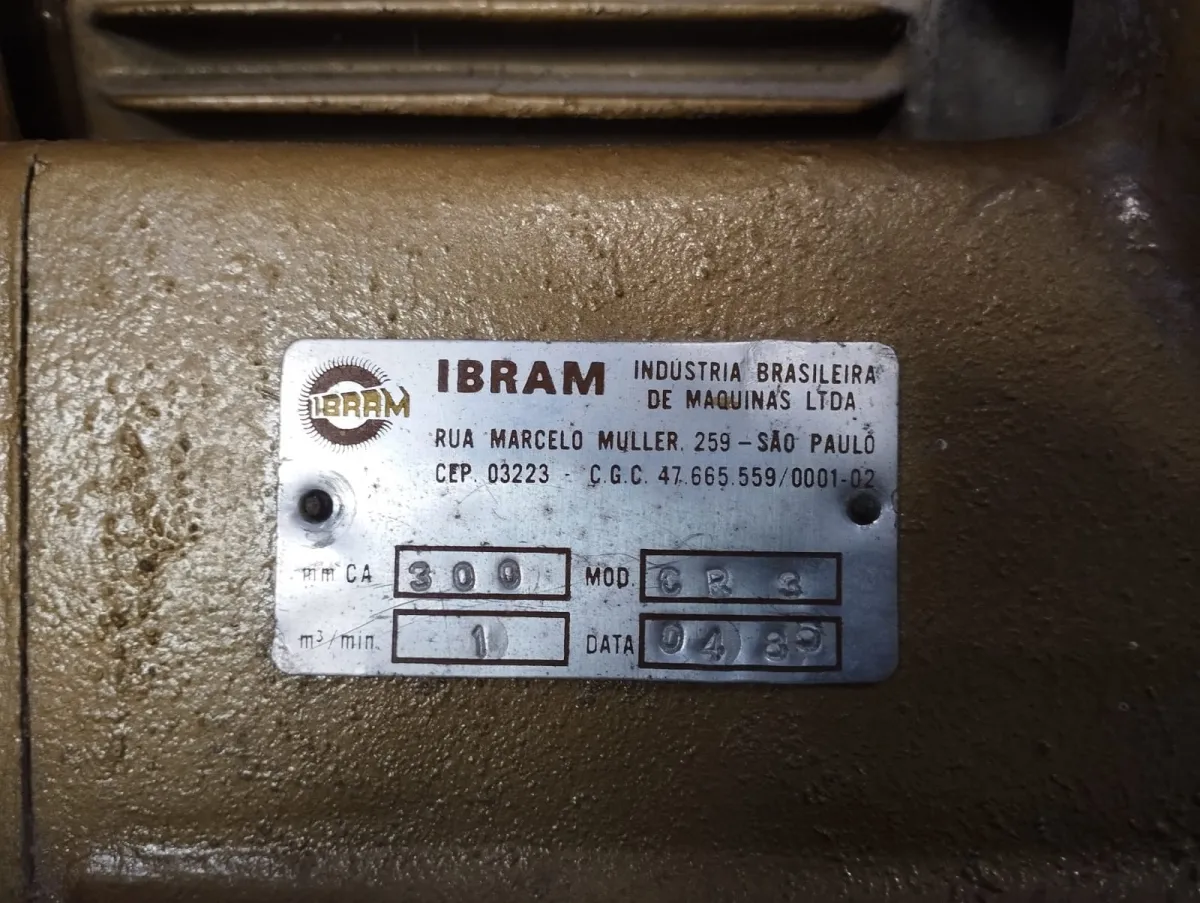 IBRAM
IBRAM
INDÚSTRIA BRASILEIRA
DE MAQUINAS LTDA
RUA MARCELO MULLER, 259 – SÃO PAULO
CEP. 03223 - C.G.C. 47.665.559/0001-02
mm CA 300 MOD. CR 3
m³/min. 1 DATA 04 89